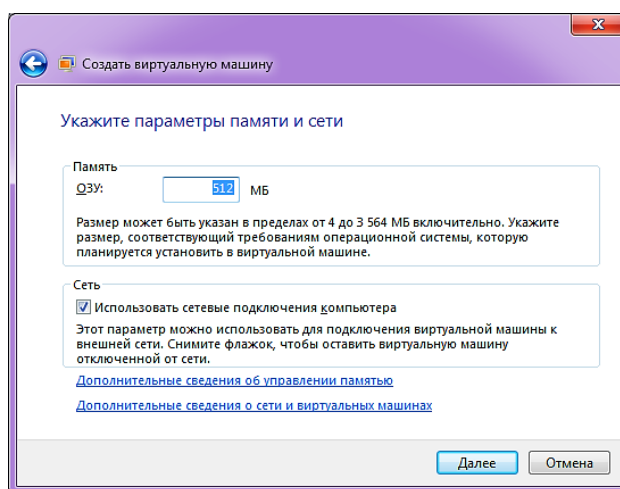 Создать виртуальную машину
Укажите параметры памяти и сети
Память
ОЗУ: 512 МБ
Размер может быть указан в пределах от 4 до 3 564 МБ включительно. Укажите
размер, соответствующий требованиям операционной системы, которую
планируется установить в виртуальной машине.
Сеть
Использовать сетевые подключения компьютера
Этот параметр можно использовать для подключения виртуальной машины к
внешней сети. Снимите флажок, чтобы оставить виртуальную машину
отключенной от сети.
Дополнительные сведения об управлении памятью
Дополнительные сведения о сети и виртуальных машинах
Далее Отмена